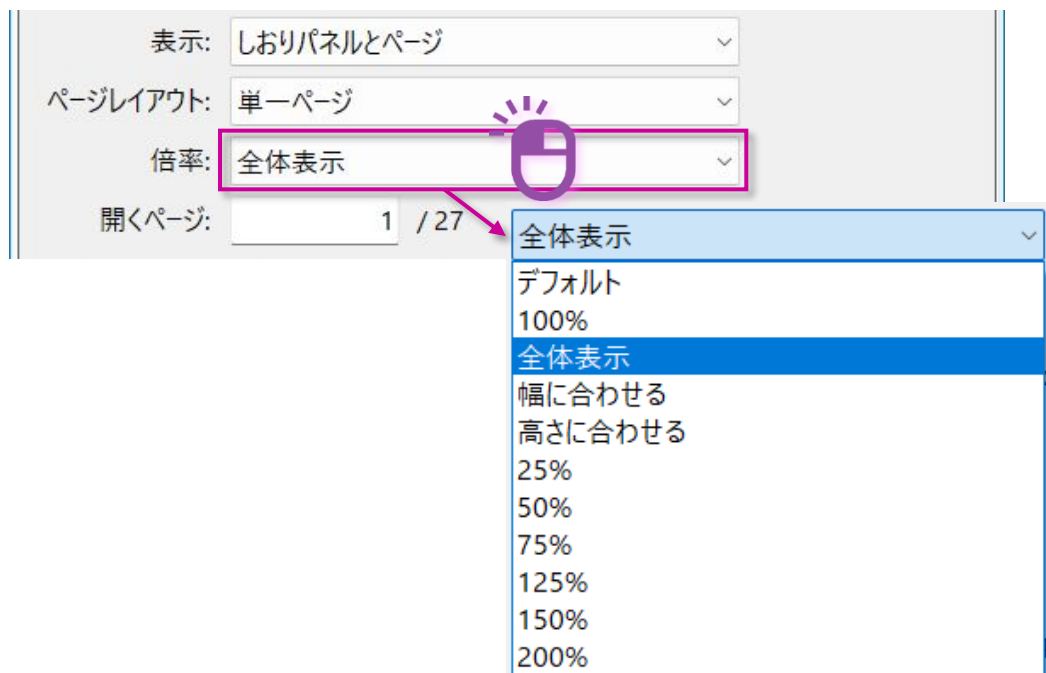 表示: しおりパネルとページ
ページレイアウト: 単一ページ
倍率: 全体表示
開くページ: 1 / 27
全体表示
デフォルト
100%
全体表示
幅に合わせる
高さに合わせる
25%
50%
75%
125%
150%
200%